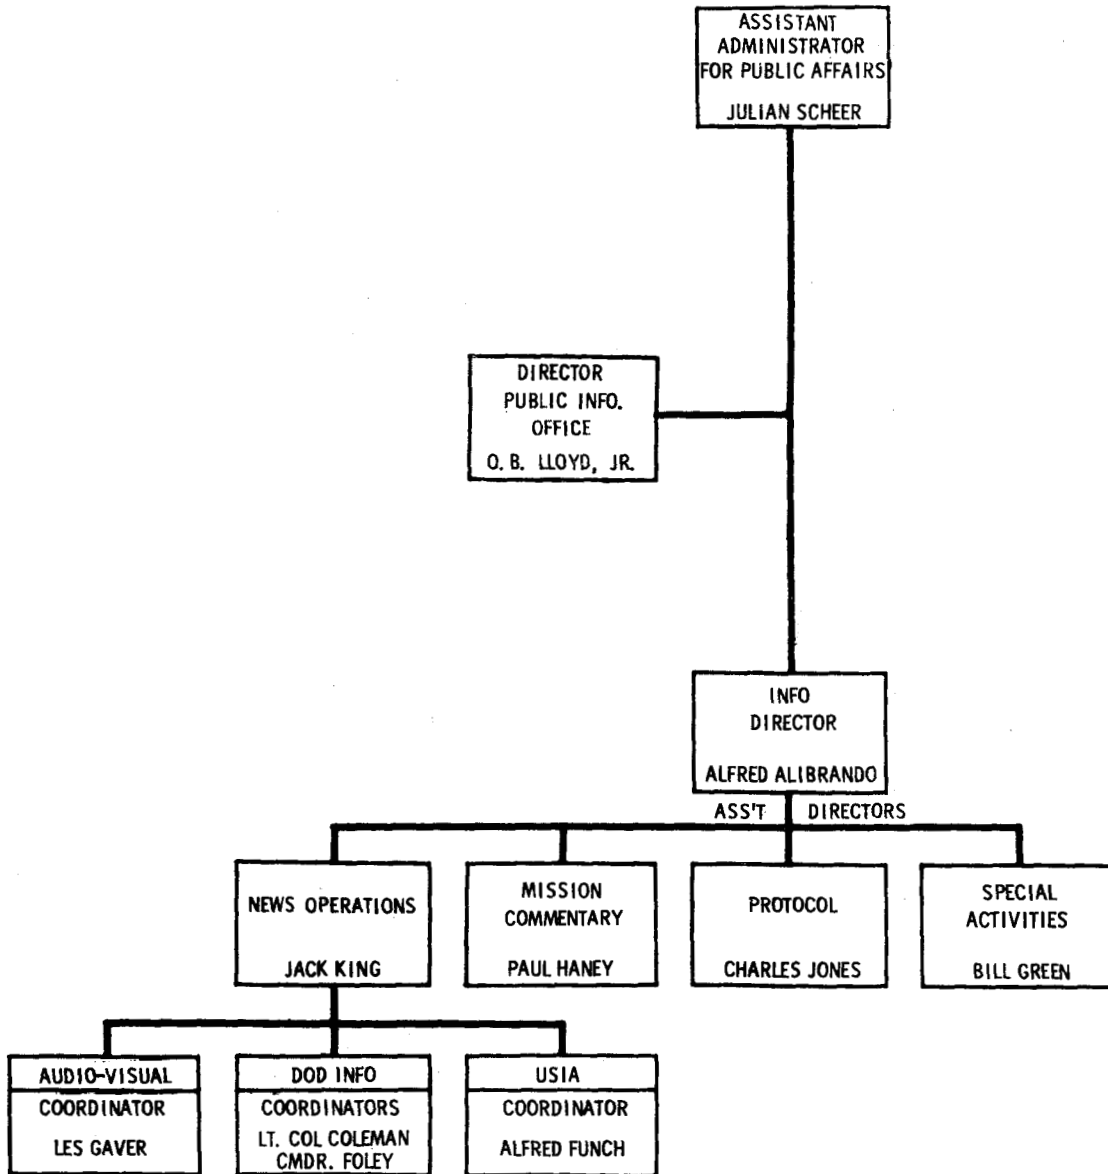 ASSISTANT
ADMINISTRATOR
FOR PUBLIC AFFAIRS
JULIAN SCHEER
DIRECTOR
PUBLIC INFO.
OFFICE
O. B. LLOYD, JR.
INFO
DIRECTOR
ALFRED ALIBRANDO
ASS'T DIRECTORS
NEWS OPERATIONS
JACK KING
MISSION
COMMENTARY
PAUL HANEY
PROTOCOL
CHARLES JONES
SPECIAL
ACTIVITIES
BILL GREEN
AUDIO-VISUAL
COORDINATOR
LES GAVER
DOD INFO
COORDINATORS
LT. COL COLEMAN
CMDR. FOLEY
USIA
COORDINATOR
ALFRED FUNCH